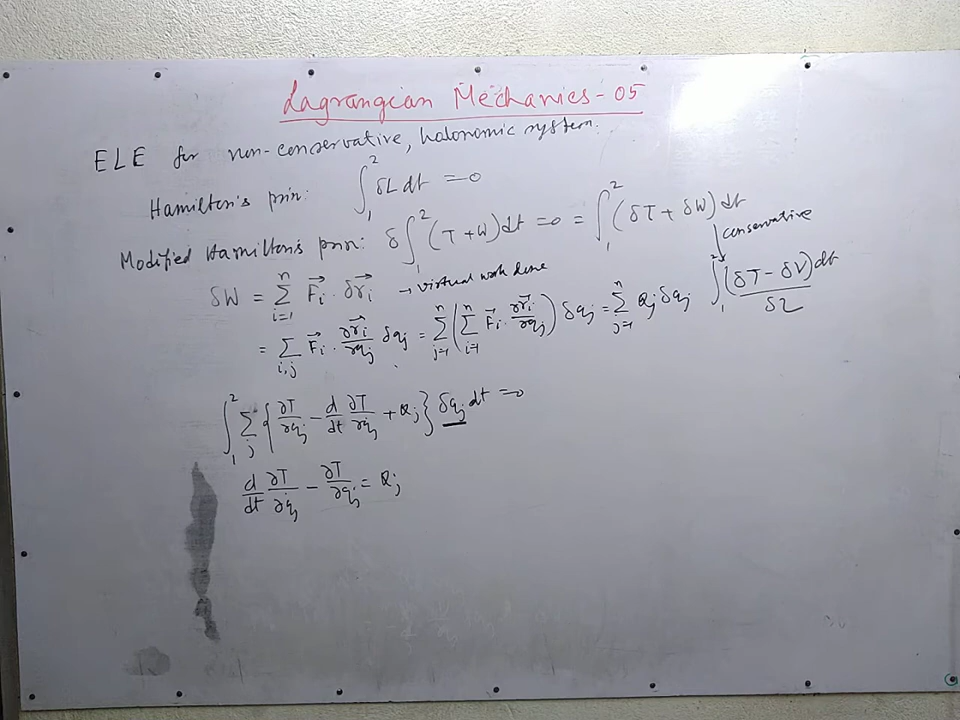 Lagrangian Mechanics - 05
ELE for non-conservative, holonomic system.
Hamilton's prin: ∫₁² δL dt = 0
Modified Hamilton's prin: δ∫₁² (T + W) dt = 0 = ∫₁² (δT + δW) dt
↓ conservative
∫₁² (δT − δV) dt
δL
δW = Σᵢ₌₁ⁿ F⃗ᵢ · δr⃗ᵢ → virtual work done
= Σᵢ,ⱼ F⃗ᵢ · ∂r⃗ᵢ/∂qⱼ δqⱼ = Σⱼ₌₁ⁿ (Σᵢ₌₁ⁿ F⃗ᵢ · ∂r⃗ᵢ/∂qⱼ) δqⱼ = Σⱼ₌₁ⁿ Qⱼ δqⱼ
∫₁² Σⱼ {∂T/∂qⱼ − d/dt ∂T/∂q̇ⱼ + Qⱼ} δqⱼ dt = 0
d/dt ∂T/∂q̇ⱼ − ∂T/∂qⱼ = Qⱼ